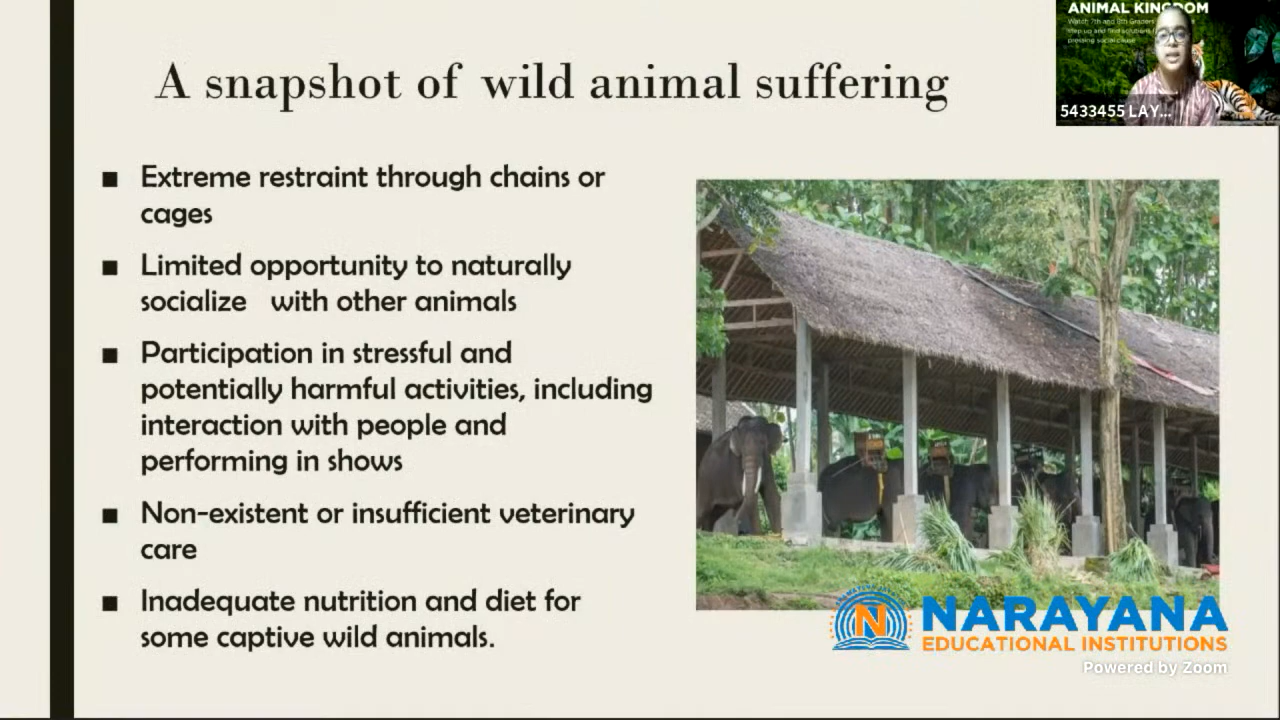 ANIMAL KINGDOM
A snapshot of wild animal suffering
5433455 LAY...
■ Extreme restraint through chains or
cages
■ Limited opportunity to naturally
socialize with other animals
■ Participation in stressful and
potentially harmful activities, including
interaction with people and
performing in shows
■ Non-existent or insufficient veterinary
care
■ Inadequate nutrition and diet for
some captive wild animals.
N
NARAYANA
EDUCATIONAL INSTITUTIONS
Powered by Zoom